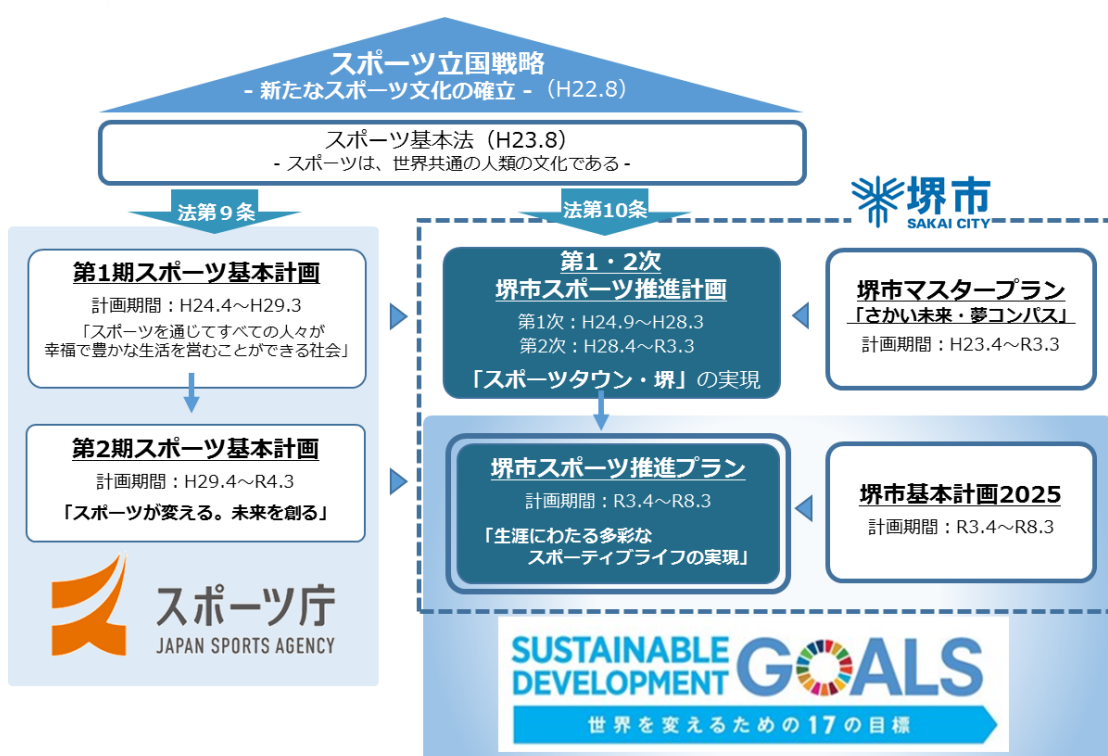 スポーツ立国戦略
- 新たなスポーツ文化の確立 -（H22.8）
スポーツ基本法（H23.8）
- スポーツは、世界共通の人類の文化である -
法第９条
法第10条
堺市
SAKAI CITY
第1期スポーツ基本計画
計画期間：H24.4～H29.3
「スポーツを通じてすべての人々が
幸福で豊かな生活を営むことができる社会」
第2期スポーツ基本計画
計画期間：H29.4～R4.3
「スポーツが変える。未来を創る」
スポーツ庁
JAPAN SPORTS AGENCY
第1・2次
堺市スポーツ推進計画
第1次：H24.9～H28.3
第2次：H28.4～R3.3
「スポーツタウン・堺」の実現
堺市マスタープラン
「さかい未来・夢コンパス」
計画期間：H23.4～R3.3
堺市スポーツ推進プラン
計画期間：R3.4～R8.3
「生涯にわたる多彩な
スポーティブライフの実現」
堺市基本計画2025
計画期間：R3.4～R8.3
SUSTAINABLE
DEVELOPMENT
GOALS
世界を変えるための17の目標